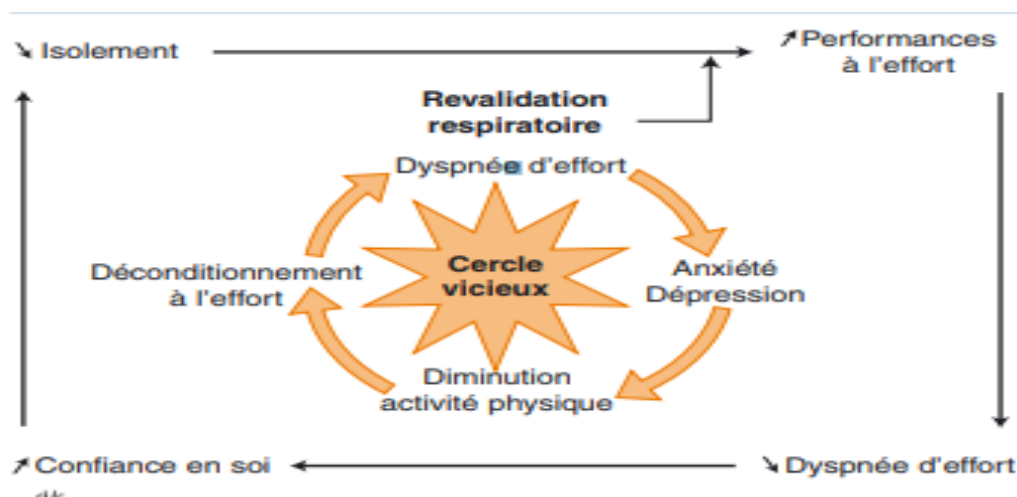 ↘ Isolement
↗ Performances
à l'effort
Revalidation
respiratoire
Dyspnée d'effort
Cercle
vicieux
Anxiété
Dépression
Déconditionnement
à l'effort
Diminution
activité physique
↗ Confiance en soi
↘ Dyspnée d'effort